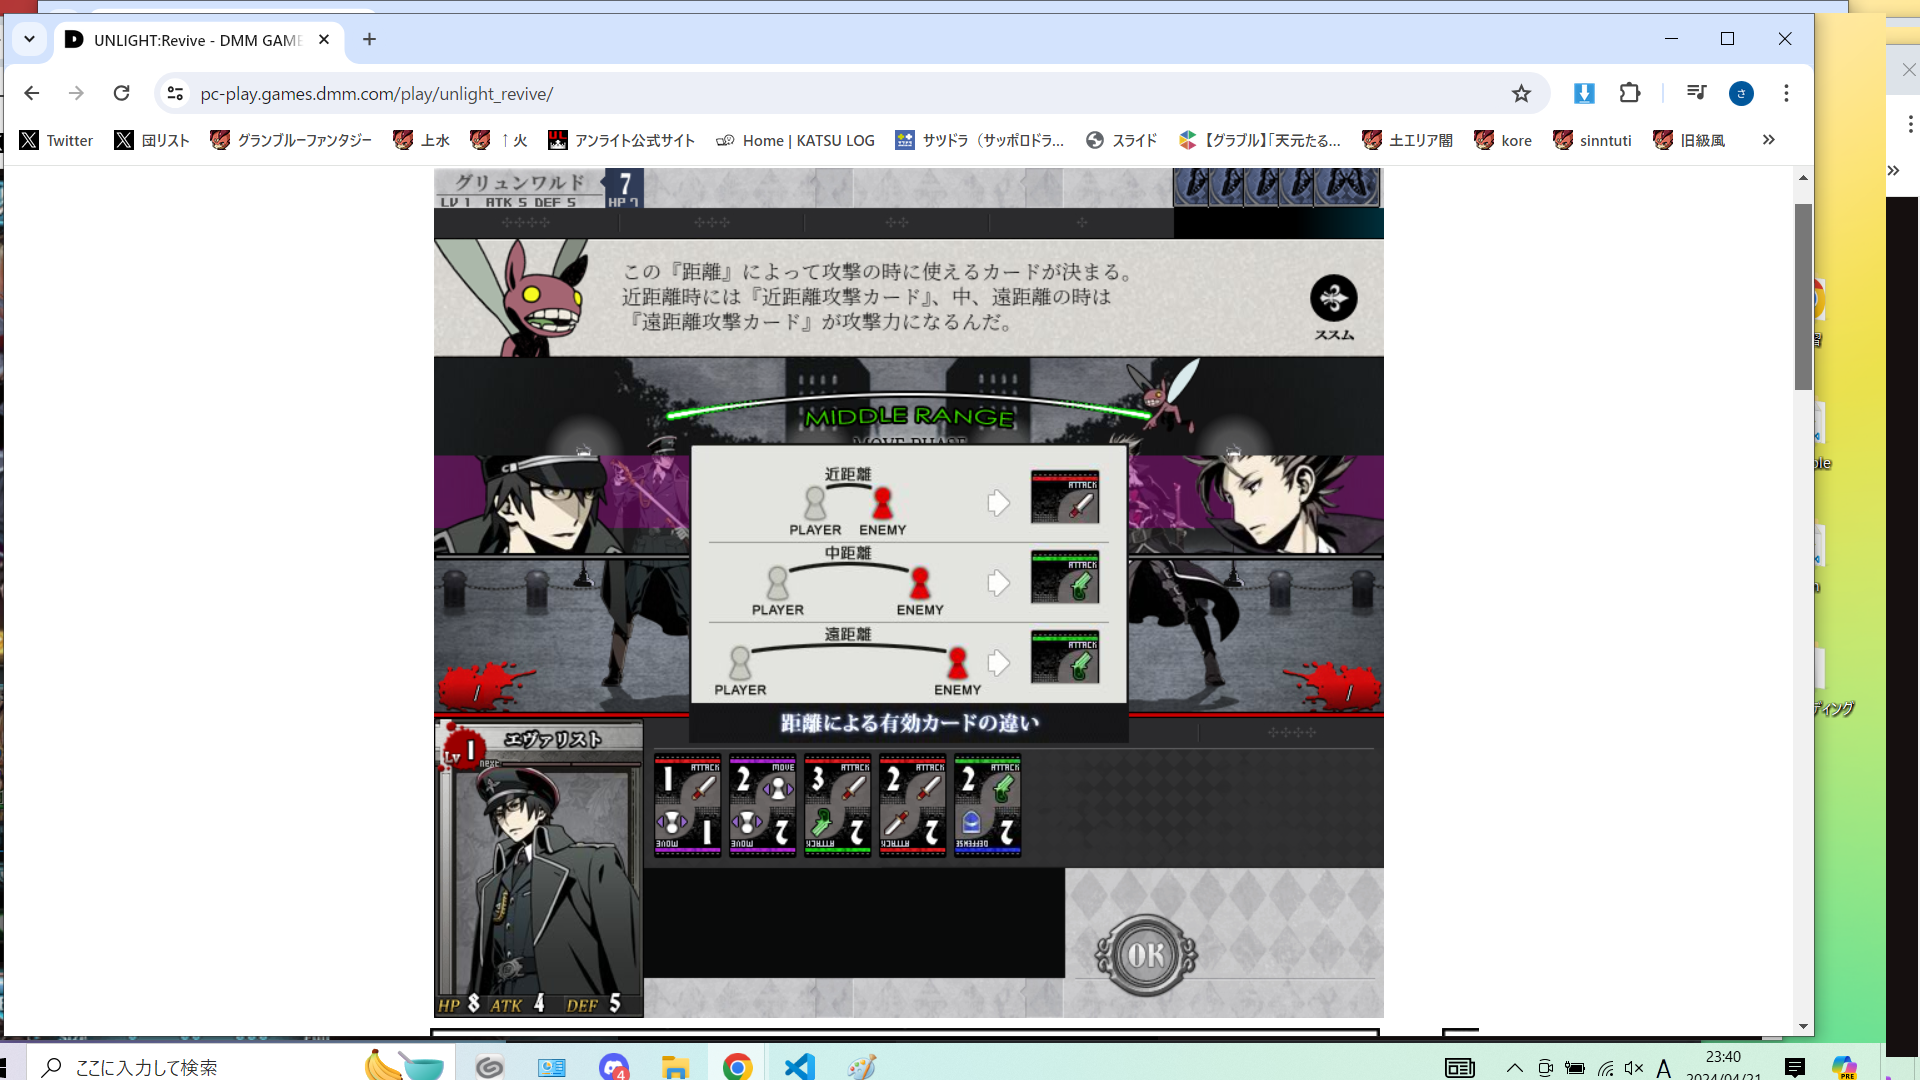 UNLIGHT:Revive - DMM GAME
pc-play.games.dmm.com/play/unlight_revive/
さ
Twitter
団リスト
グランブルーファンタジー
上水
↑火
アンライト公式サイト
Home | KATSU LOG
サツドラ（サッポロドラ...
スライド
【グラブル】「天元たる...
土エリア闇
kore
sinntuti
旧級風
グリュンワルド
7
LV 1 ATK 5 DEF 5
HP 7
この『距離』によって攻撃の時に使えるカードが決まる。
近距離時には『近距離攻撃カード』、中、遠距離の時は
『遠距離攻撃カード』が攻撃力になるんだ。
ススム
MIDDLE RANGE
MOVE PHASE
近距離
PLAYER ENEMY
ATTACK
中距離
PLAYER ENEMY
ATTACK
遠距離
PLAYER ENEMY
ATTACK
/
/
距離による有効カードの違い
Lv 1
エヴァリスト
next
1 ATTACK
MOVE 1
2 MOVE
MOVE 2
3 ATTACK
ATTACK 2
2 ATTACK
ATTACK 2
2 ATTACK
DEFENSE 2
OK
HP 8 ATK 4 DEF 5
ディング
ここに入力して検索
4
A
23:40
2024/04/21
PRE